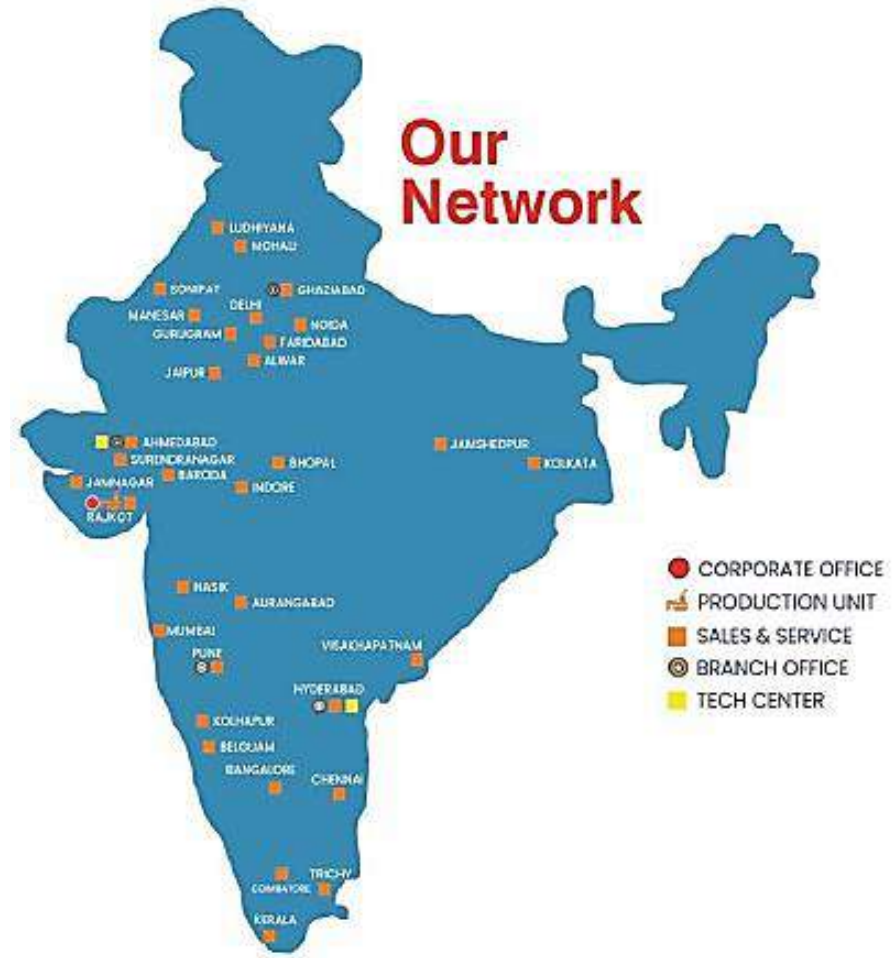 Our
Network
LUDHIYANA
MOHALI
SONIPAT
GHAZIABAD
DELHI
MANESAR
NOIDA
GURUGRAM
FARIDABAD
ALWAR
JAIPUR
AHMEDABAD
JAMSHEDPUR
SURENDRANAGAR
BHOPAL
KOLKATA
BARODA
JAMNAGAR
INDORE
RAJKOT
CORPORATE OFFICE
PRODUCTION UNIT
SALES & SERVICE
BRANCH OFFICE
TECH CENTER
NASIK
AURANGABAD
MUMBAI
VISAKHAPATNAM
PUNE
HYDERABAD
KOLHAPUR
BELGUAM
BANGALORE
CHENNAI
TRICHY
COIMBATORE
KERALA